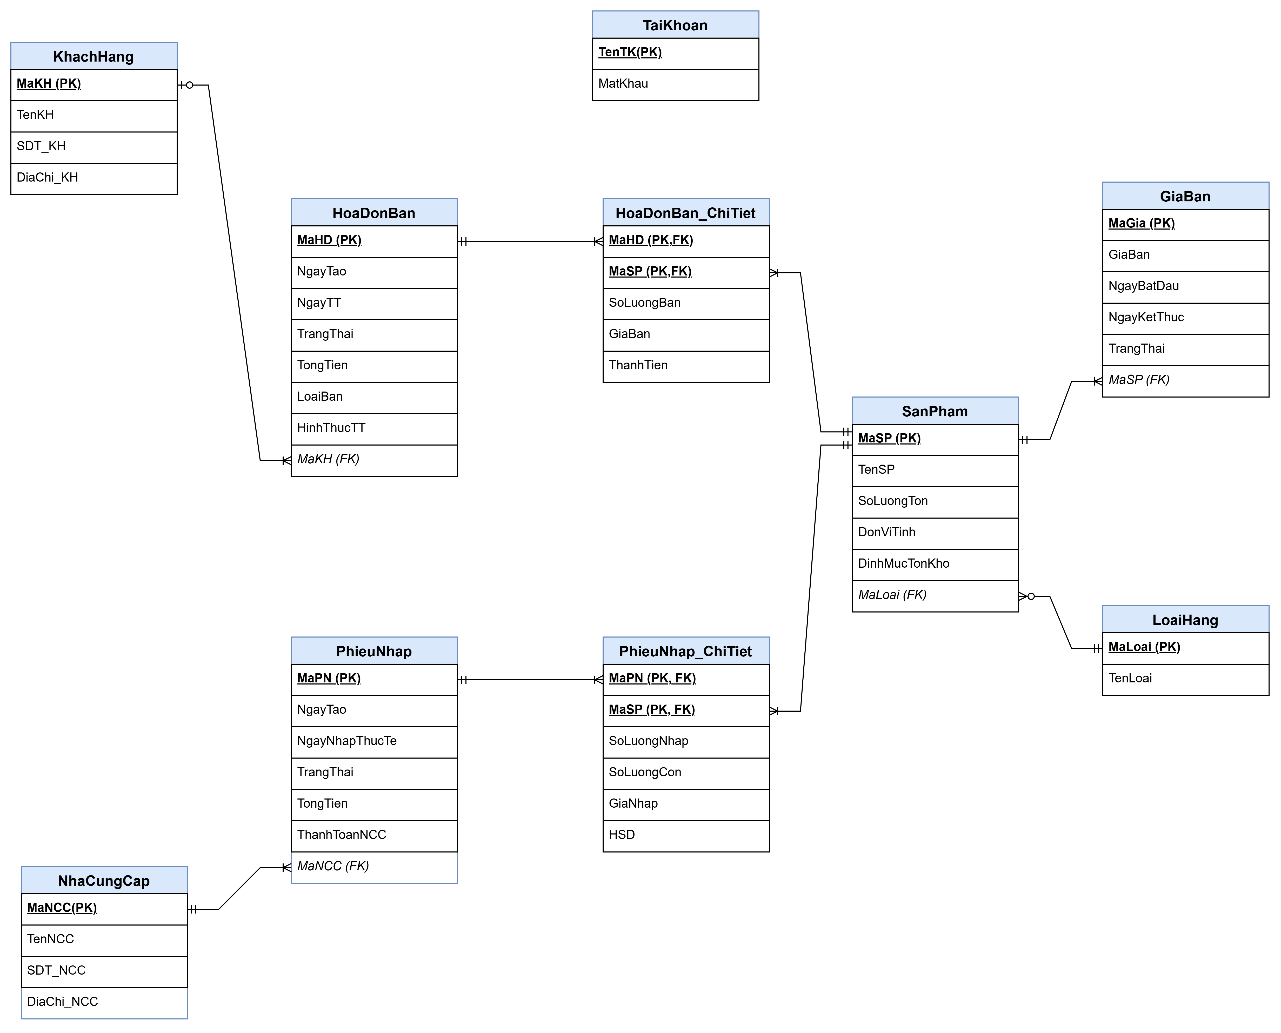 TaiKhoan
TenTK(PK)
MatKhau
KhachHang
MaKH (PK)
TenKH
SDT_KH
DiaChi_KH
HoaDonBan
MaHD (PK)
NgayTao
NgayTT
TrangThai
TongTien
LoaiBan
HinhThucTT
MaKH (FK)
HoaDonBan_ChiTiet
MaHD (PK,FK)
MaSP (PK,FK)
SoLuongBan
GiaBan
ThanhTien
GiaBan
MaGia (PK)
GiaBan
NgayBatDau
NgayKetThuc
TrangThai
MaSP (FK)
SanPham
MaSP (PK)
TenSP
SoLuongTon
DonViTinh
DinhMucTonKho
MaLoai (FK)
LoaiHang
MaLoai (PK)
TenLoai
PhieuNhap
MaPN (PK)
NgayTao
NgayNhapThucTe
TrangThai
TongTien
ThanhToanNCC
MaNCC (FK)
PhieuNhap_ChiTiet
MaPN (PK, FK)
MaSP (PK, FK)
SoLuongNhap
SoLuongCon
GiaNhap
HSD
NhaCungCap
MaNCC(PK)
TenNCC
SDT_NCC
DiaChi_NCC